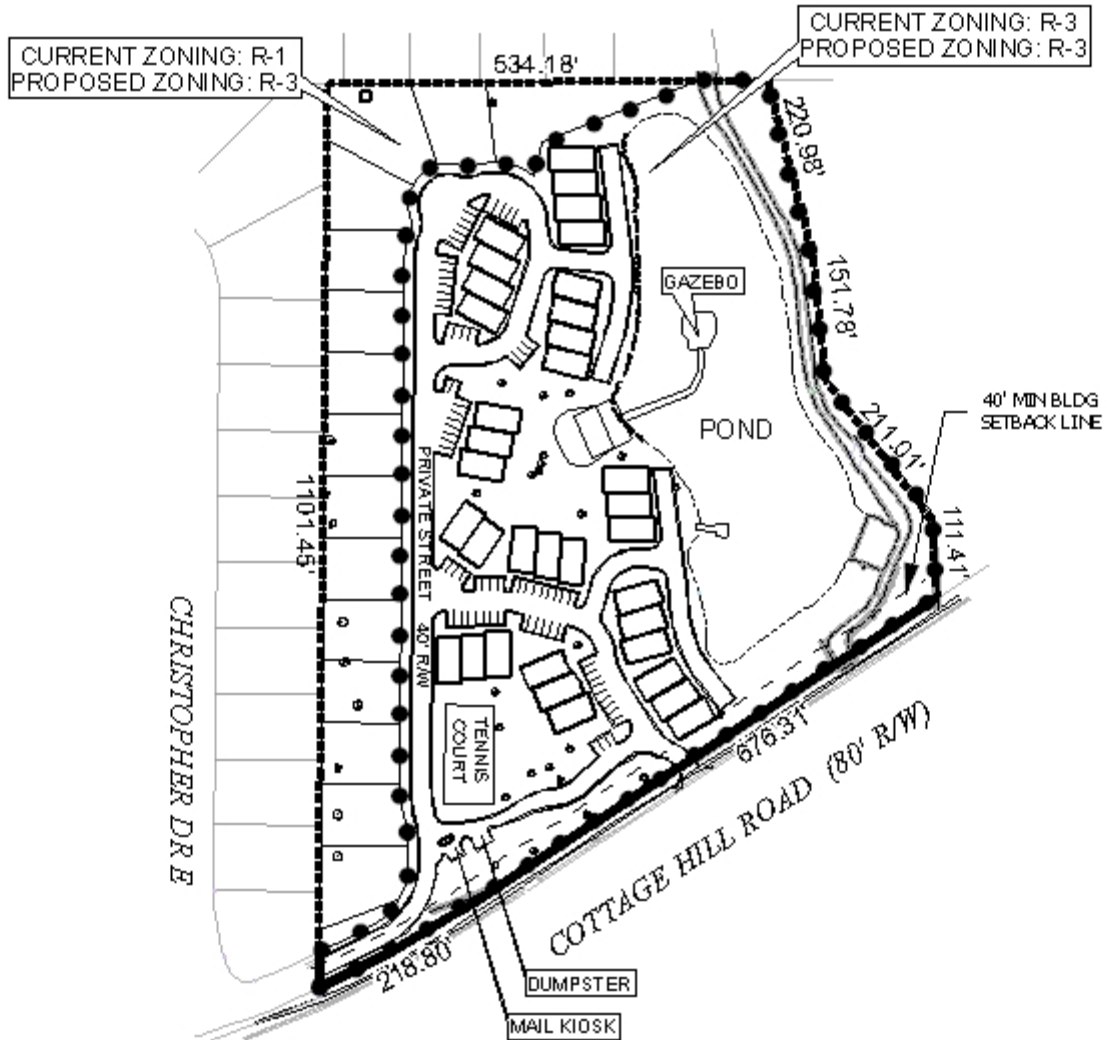 CURRENT ZONING: R-1
PROPOSED ZONING: R-3
CURRENT ZONING: R-3
PROPOSED ZONING: R-3
534.18'
220.98'
GAZEBO
151.78'
POND
40' MIN BLDG
SETBACK LINE
211.01'
111.41'
1101.45'
PRIVATE STREET
40' R/W
CHRISTOPHER DR E
TENNIS
COURT
676.31'
COTTAGE HILL ROAD (80' R/W)
218.80'
DUMPSTER
MAIL KIOSK